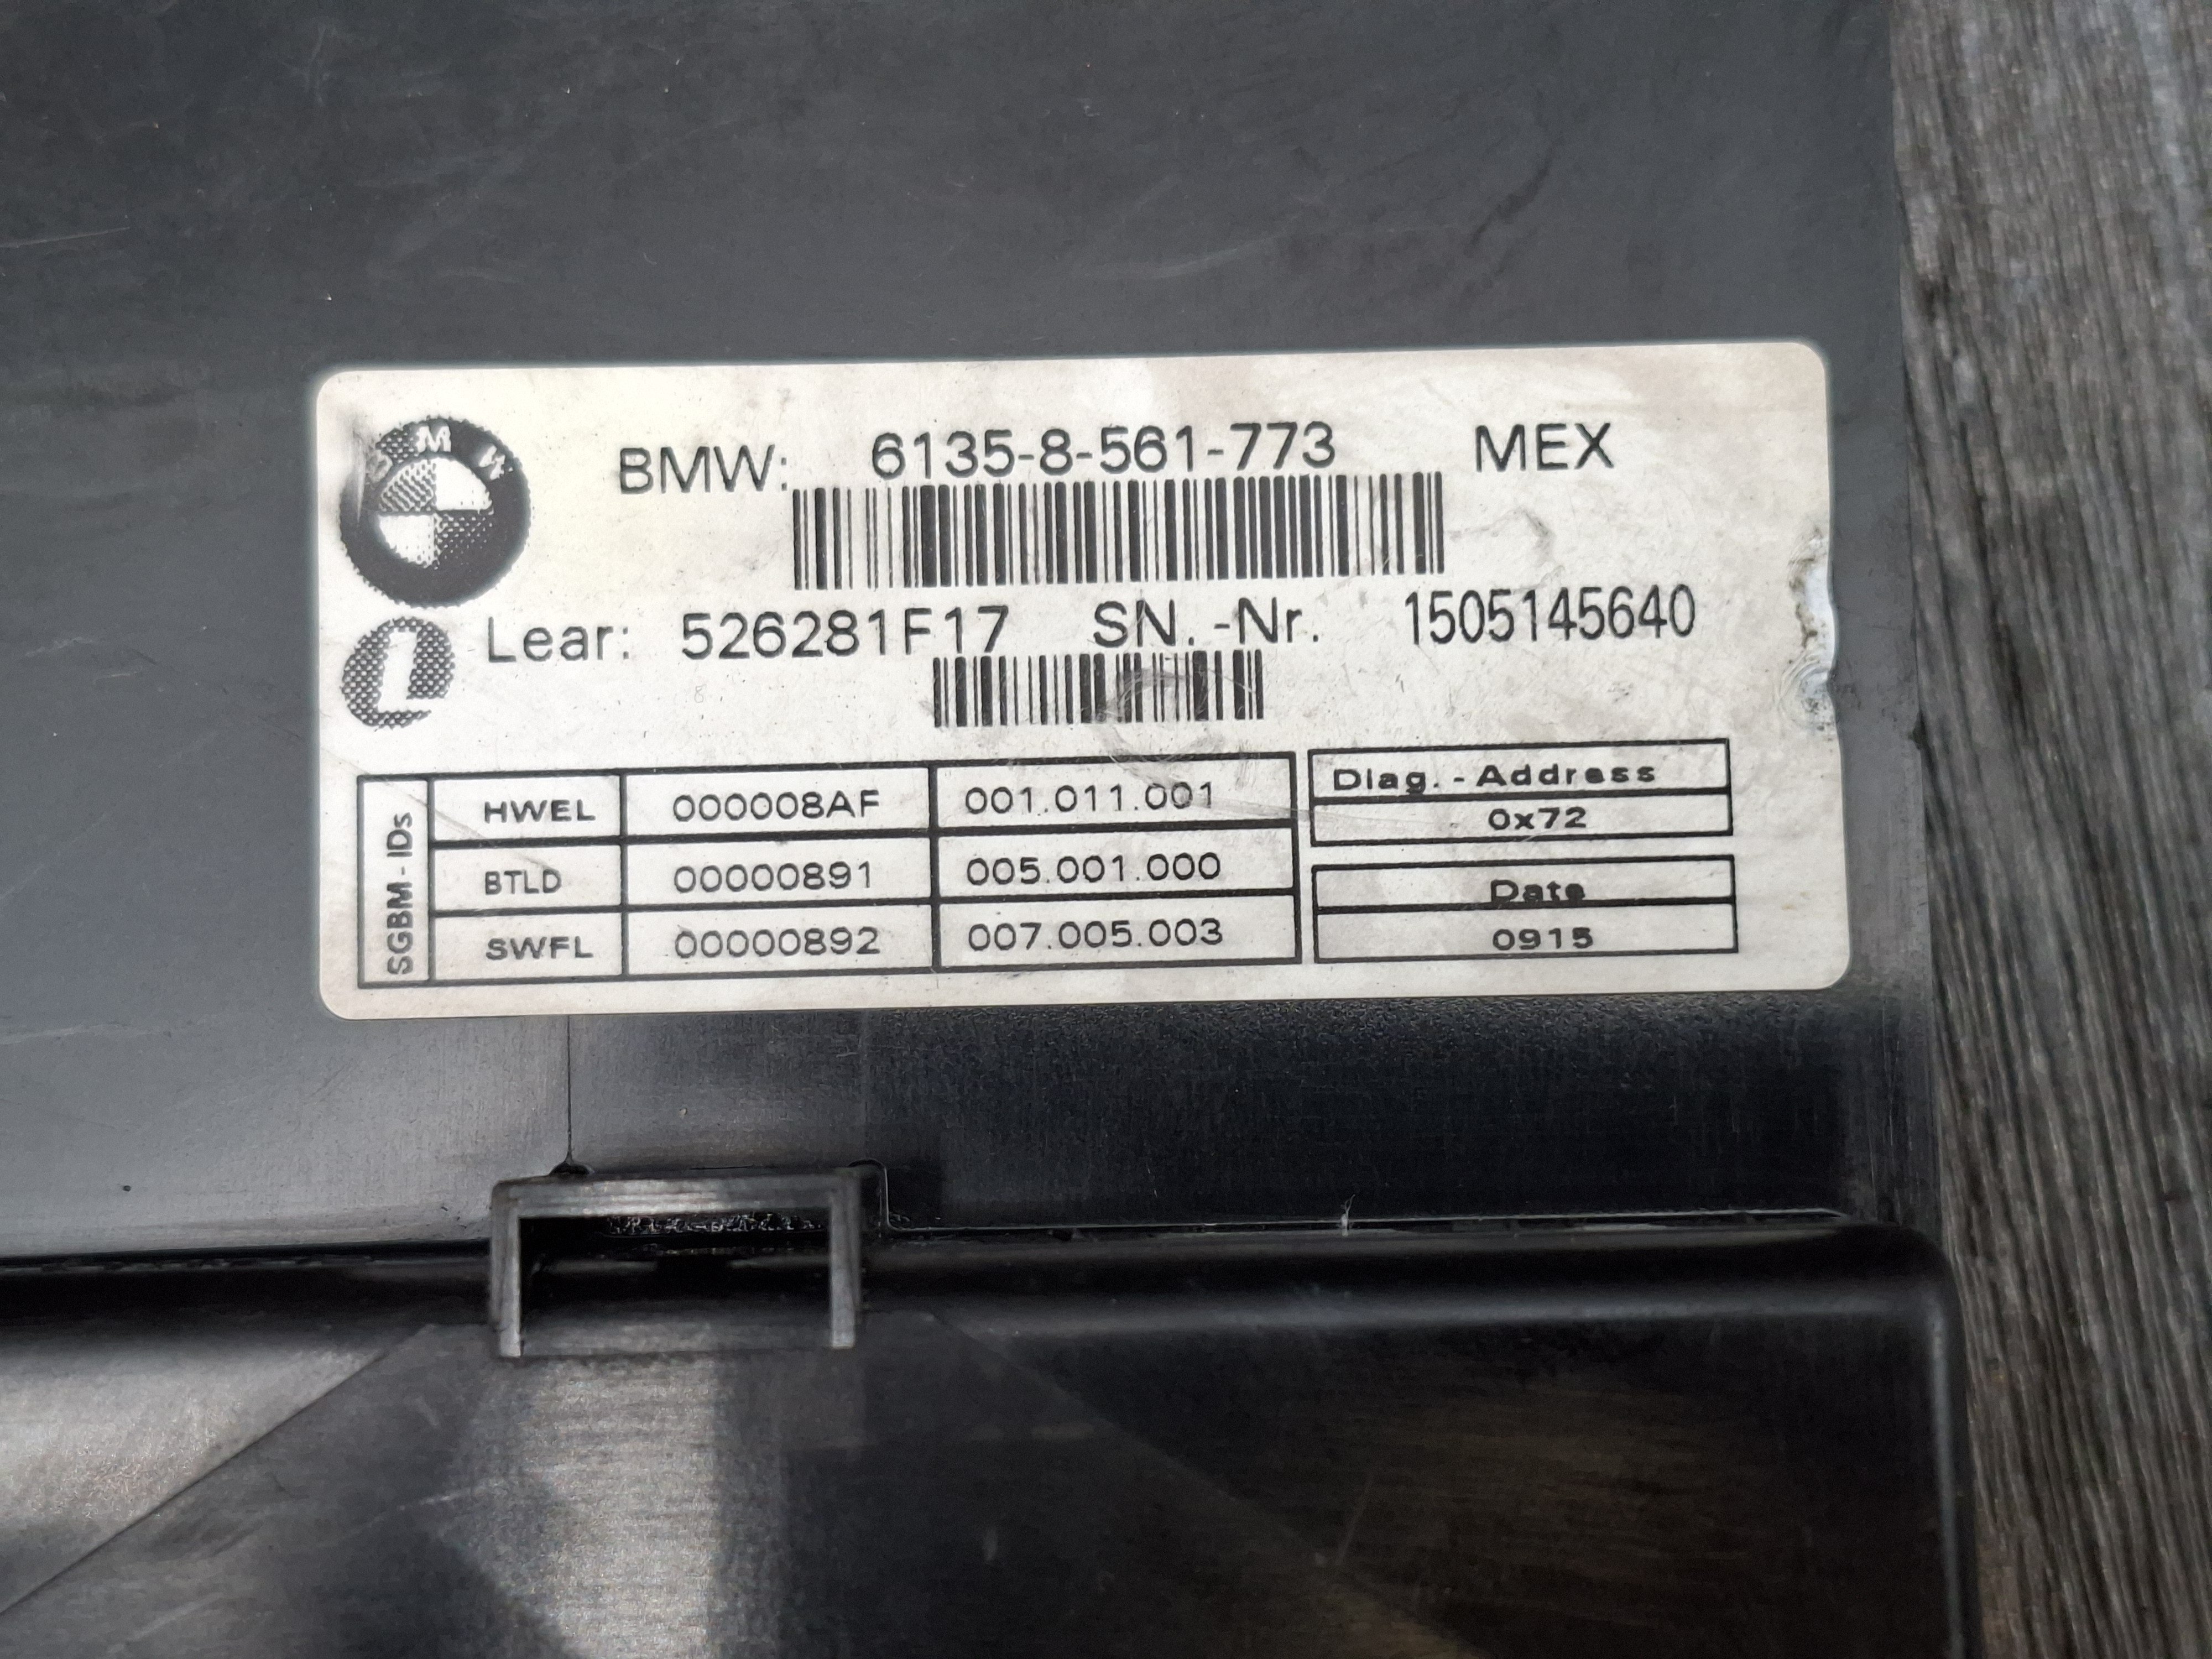 BMW
BMW: 6135-8-561-773 MEX
L
Lear: 526281F17 SN.-Nr. 1505145640
SGBM-IDs
HWEL 000008AF 001.011.001
BTLD 00000891 005.001.000
SWFL 00000892 007.005.003
Diag.-Address
0x72
Date
0915